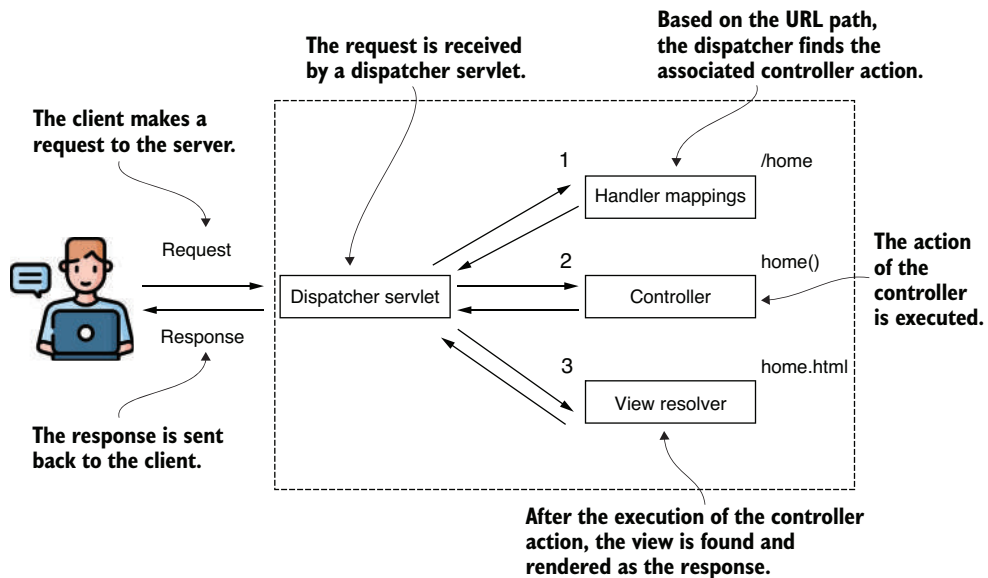 Based on the URL path,
the dispatcher finds the
associated controller action.
The request is received
by a dispatcher servlet.
The client makes a
request to the server.
1
/home
Handler mappings
Request
2
home()
The action
of the
controller
is executed.
Dispatcher servlet
Controller
Response
3
home.html
View resolver
The response is sent
back to the client.
After the execution of the controller
action, the view is found and
rendered as the response.